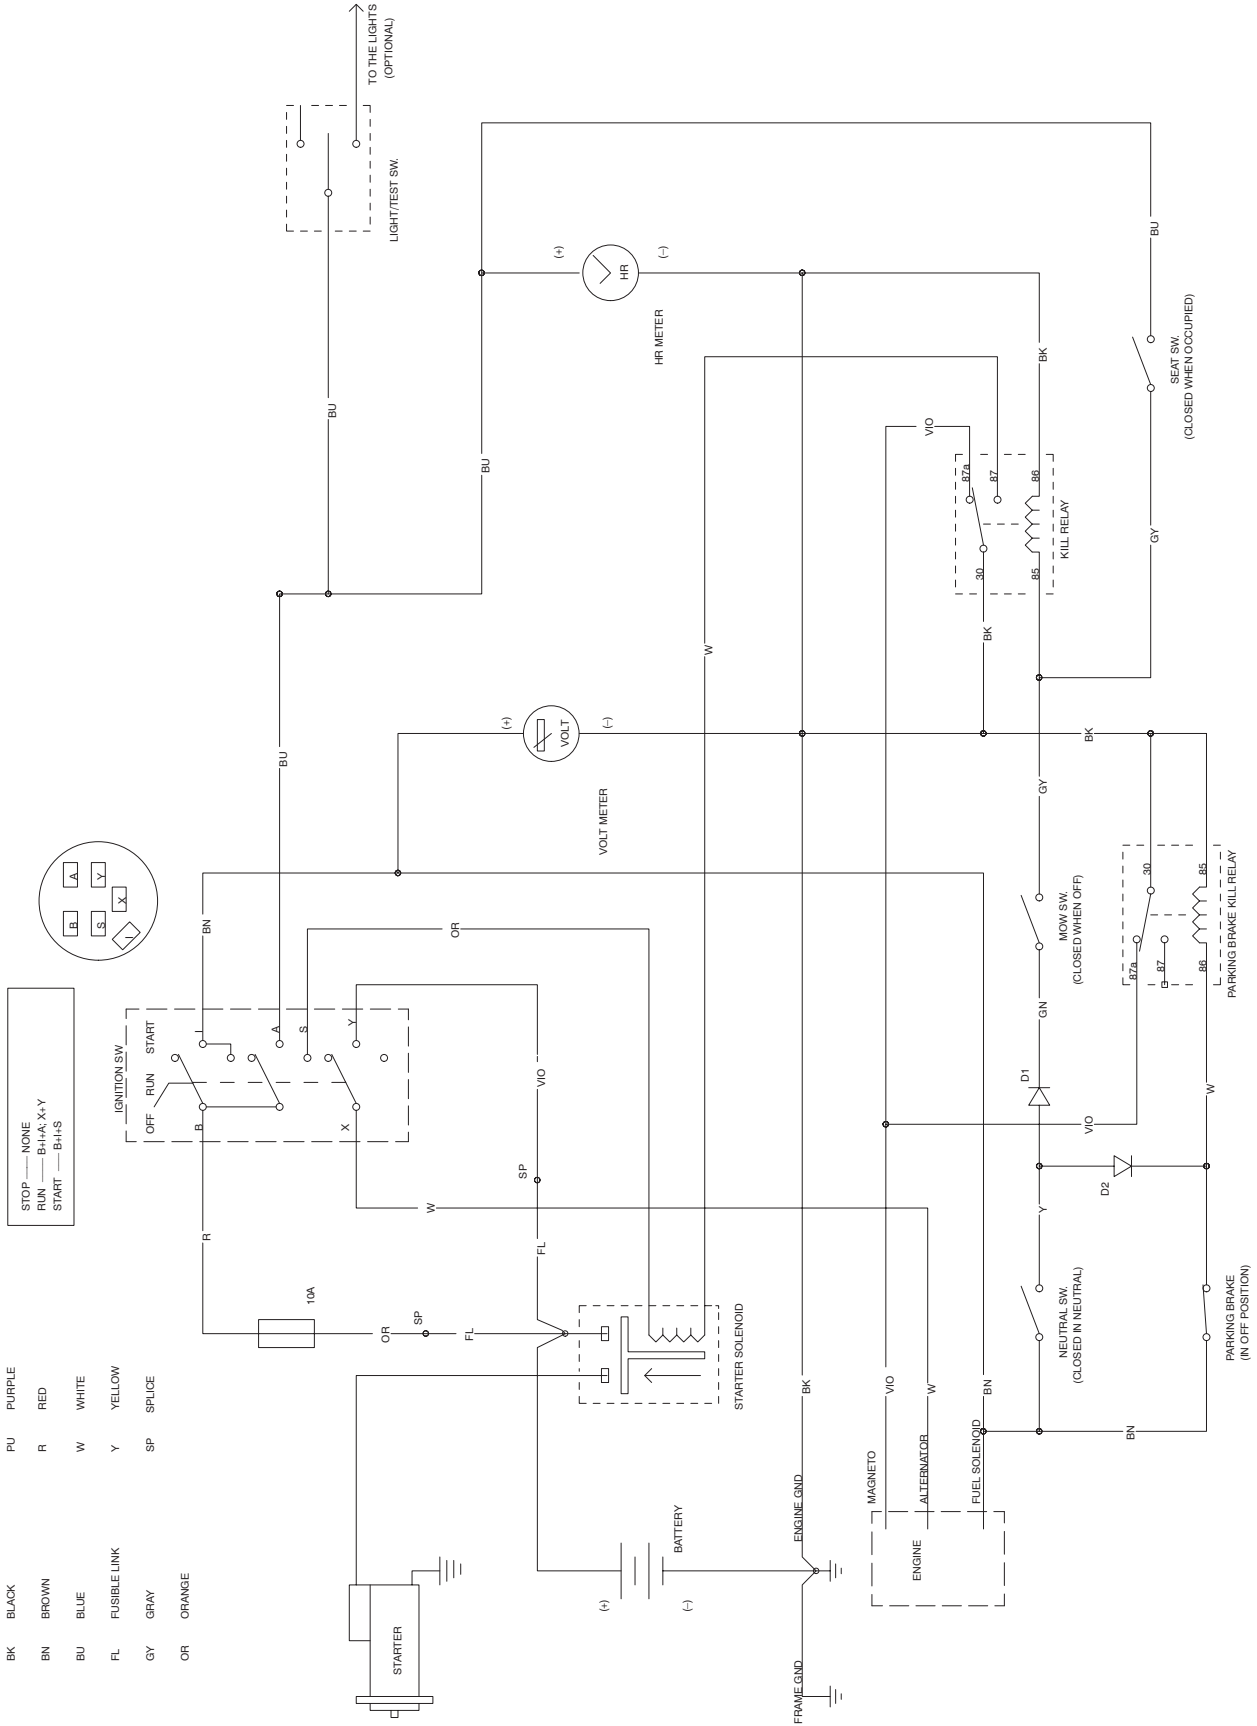 BK BLACK
BN BROWN
BU BLUE
FL FUSIBLE LINK
GY GRAY
OR ORANGE
PU PURPLE
R RED
W WHITE
Y YELLOW
SP SPLICE
STOP —— NONE
RUN —— B+I+A; X+Y
START —— B+I+S
B
A
S
Y
X
I
IGNITION SW
OFF RUN START
B
X
I
A
S
Y
R
10A
OR
SP
FL
BN
BU
OR
VIO
SP
FL
W
BU
BU
LIGHT/TEST SW.
TO THE LIGHTS
(OPTIONAL)
STARTER
STARTER SOLENOID
(+)
(–)
BATTERY
(+)
(–)
VOLT
VOLT METER
(+)
(–)
HR
HR METER
W
BK
ENGINE GND
FRAME GND
ENGINE
MAGNETO
ALTERNATOR
FUEL SOLENOID
VIO
W
BN
VIO
87a
87
30
86
85
KILL RELAY
BK
BK
BK
BU
SEAT SW.
(CLOSED WHEN OCCUPIED)
GY
GY
MOW SW.
(CLOSED WHEN OFF)
GN
D1
VIO
D2
Y
NEUTRAL SW.
(CLOSED IN NEUTRAL)
BN
W
PARKING BRAKE
(IN OFF POSITION)
30
85
87a
87
86
PARKING BRAKE KILL RELAY